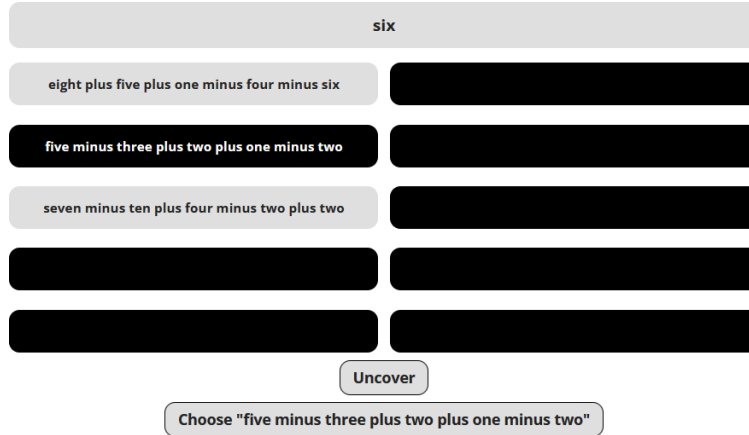 six
eight plus five plus one minus four minus six
five minus three plus two plus one minus two
seven minus ten plus four minus two plus two
Uncover
Choose "five minus three plus two plus one minus two"